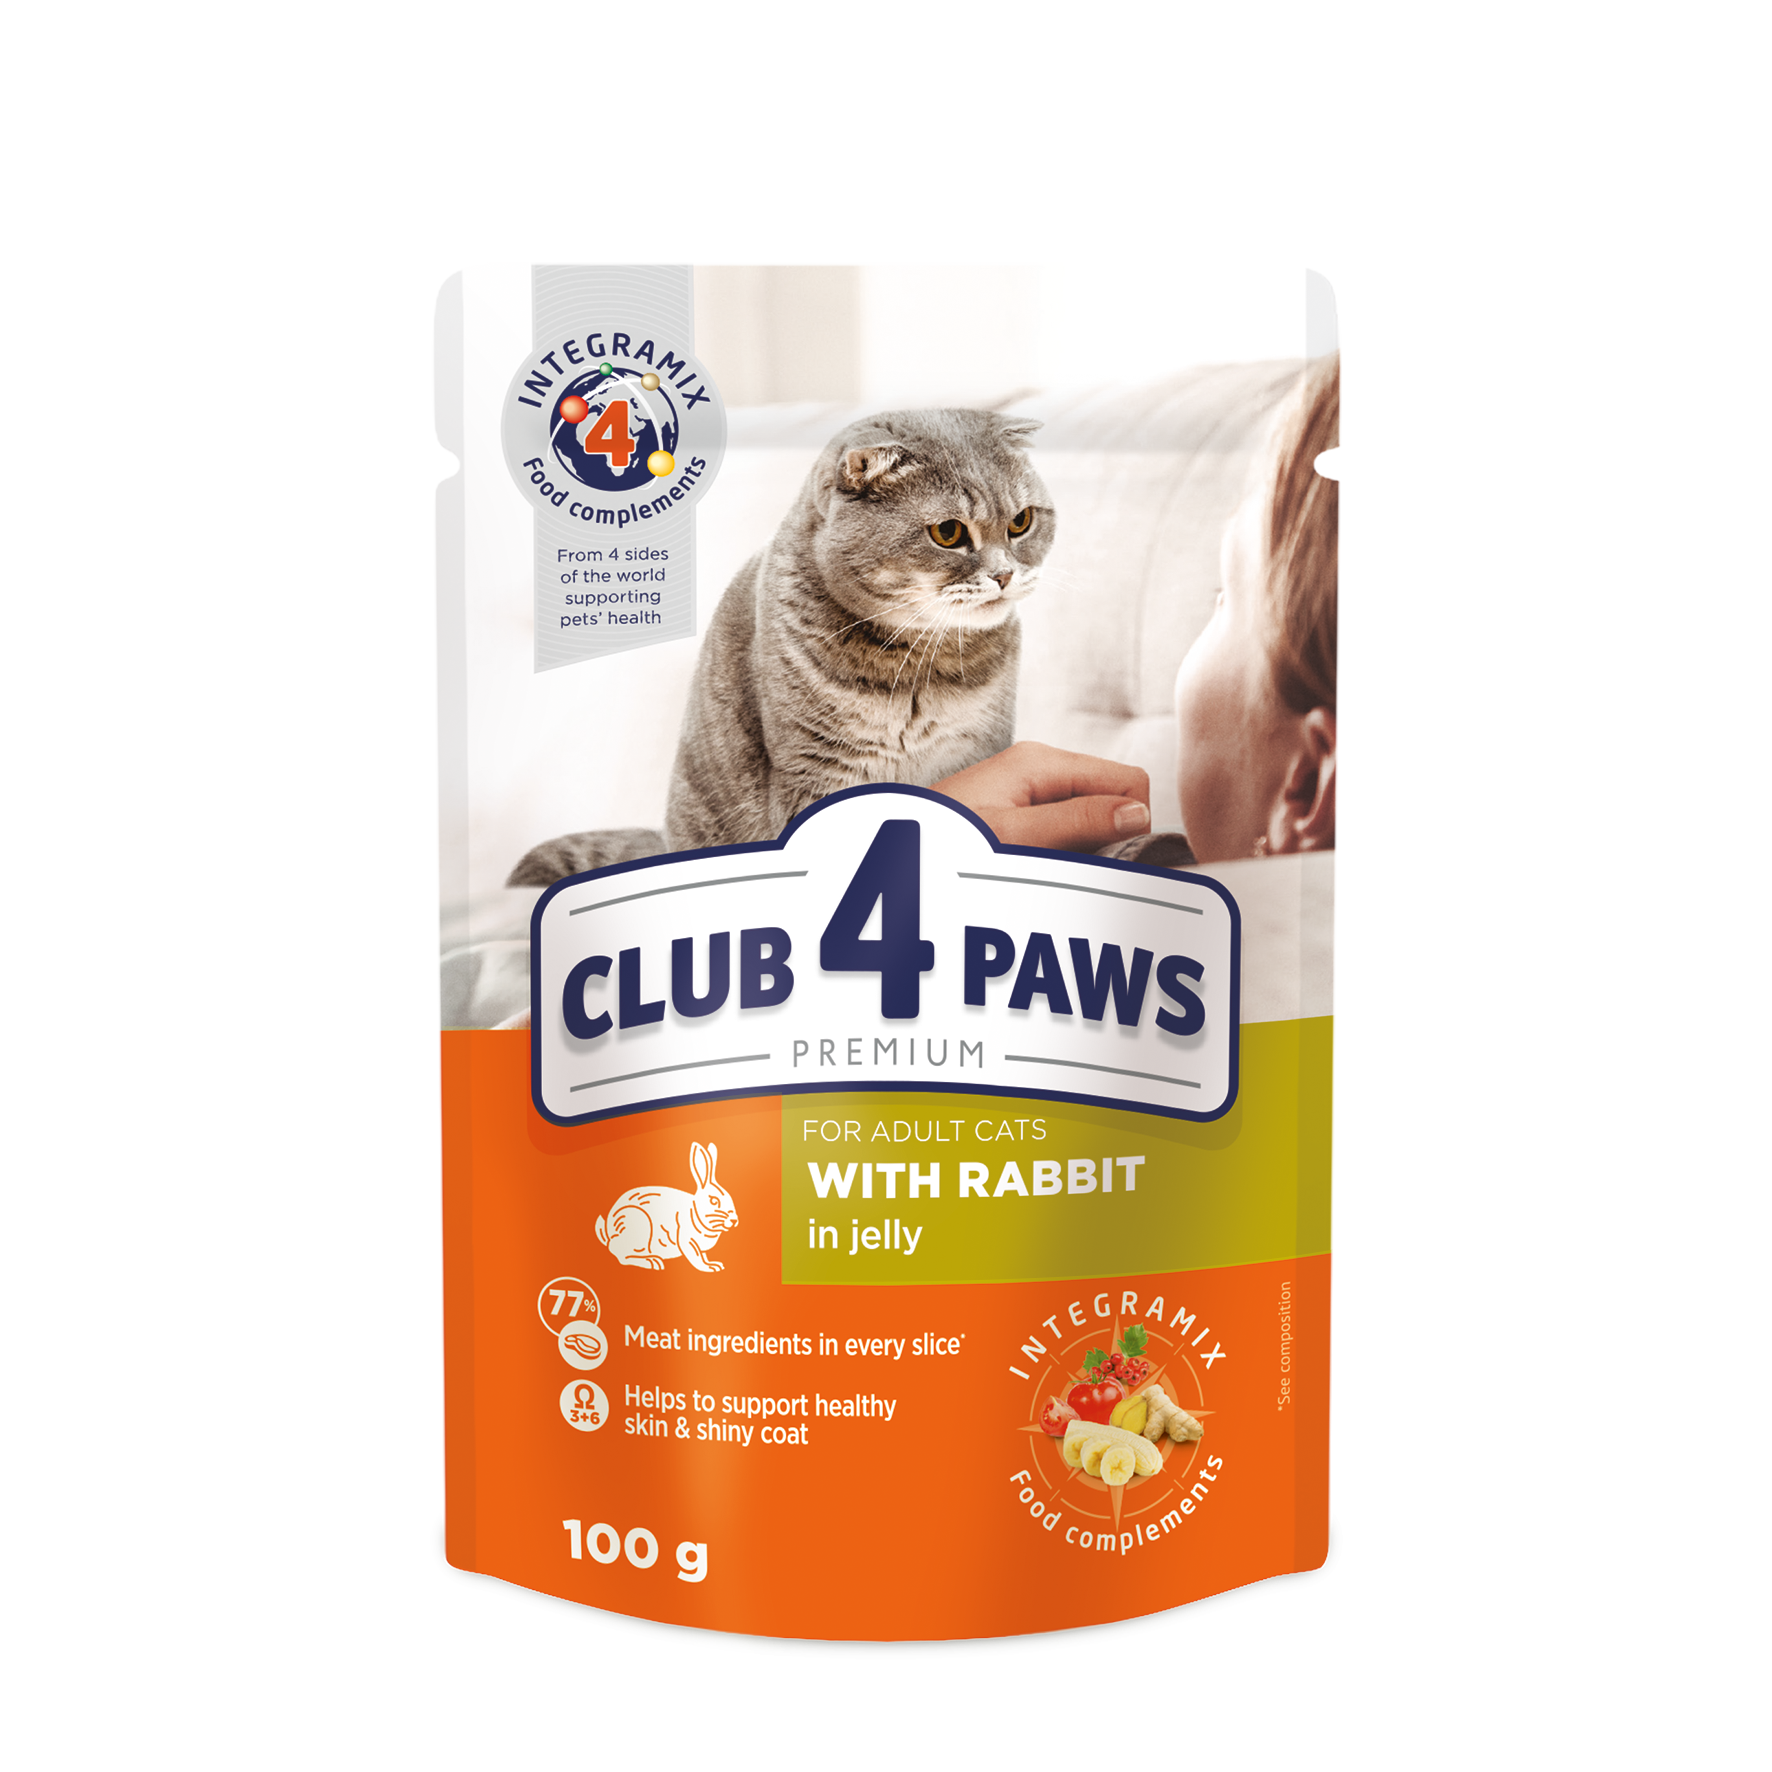 INTEGRAMIX
4
Food complements
From 4 sides
of the world
supporting
pets' health
CLUB 4 PAWS
PREMIUM
FOR ADULT CATS
WITH RABBIT
in jelly
77%
Meat ingredients in every slice*
Ω
3+6
Helps to support healthy
skin & shiny coat
INTEGRAMIX
Food complements
*See composition
100 g